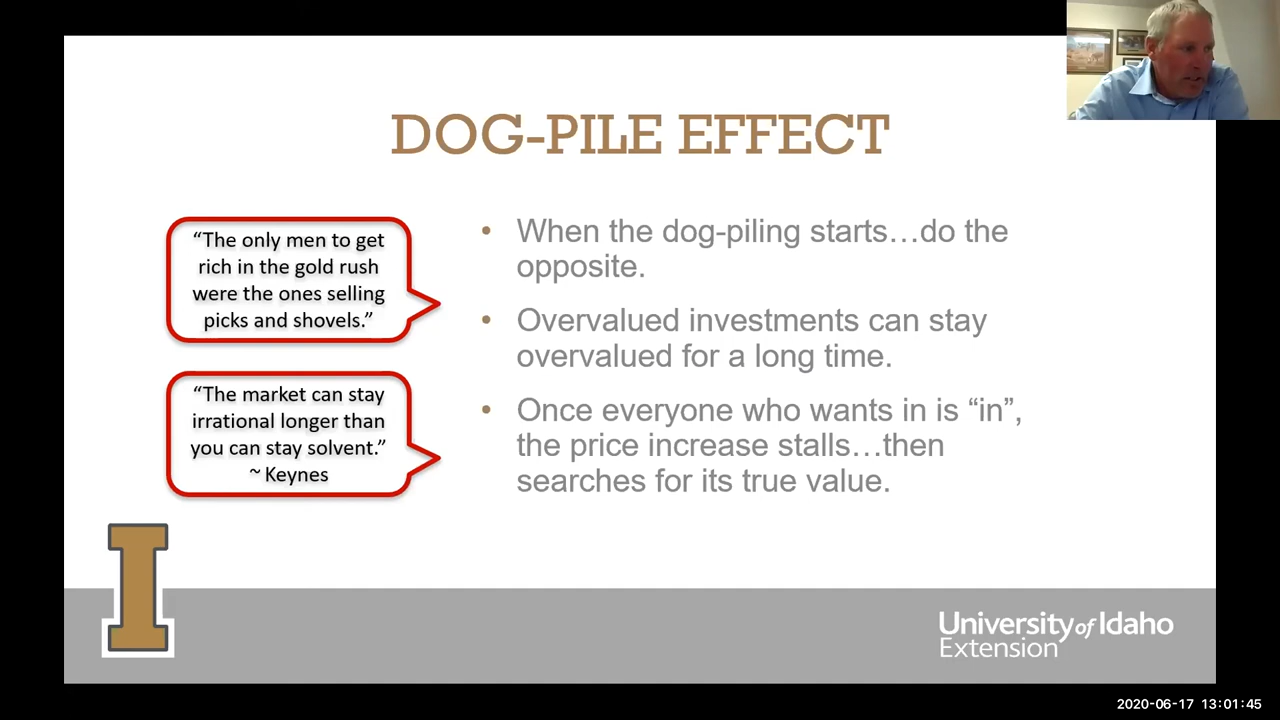 DOG-PILE EFFECT
“The only men to get
rich in the gold rush
were the ones selling
picks and shovels.”
“The market can stay
irrational longer than
you can stay solvent.”
~ Keynes
• When the dog-piling starts…do the
opposite.
• Overvalued investments can stay
overvalued for a long time.
• Once everyone who wants in is “in”,
the price increase stalls…then
searches for its true value.
I
University of Idaho
Extension
2020-06-17 13:01:45